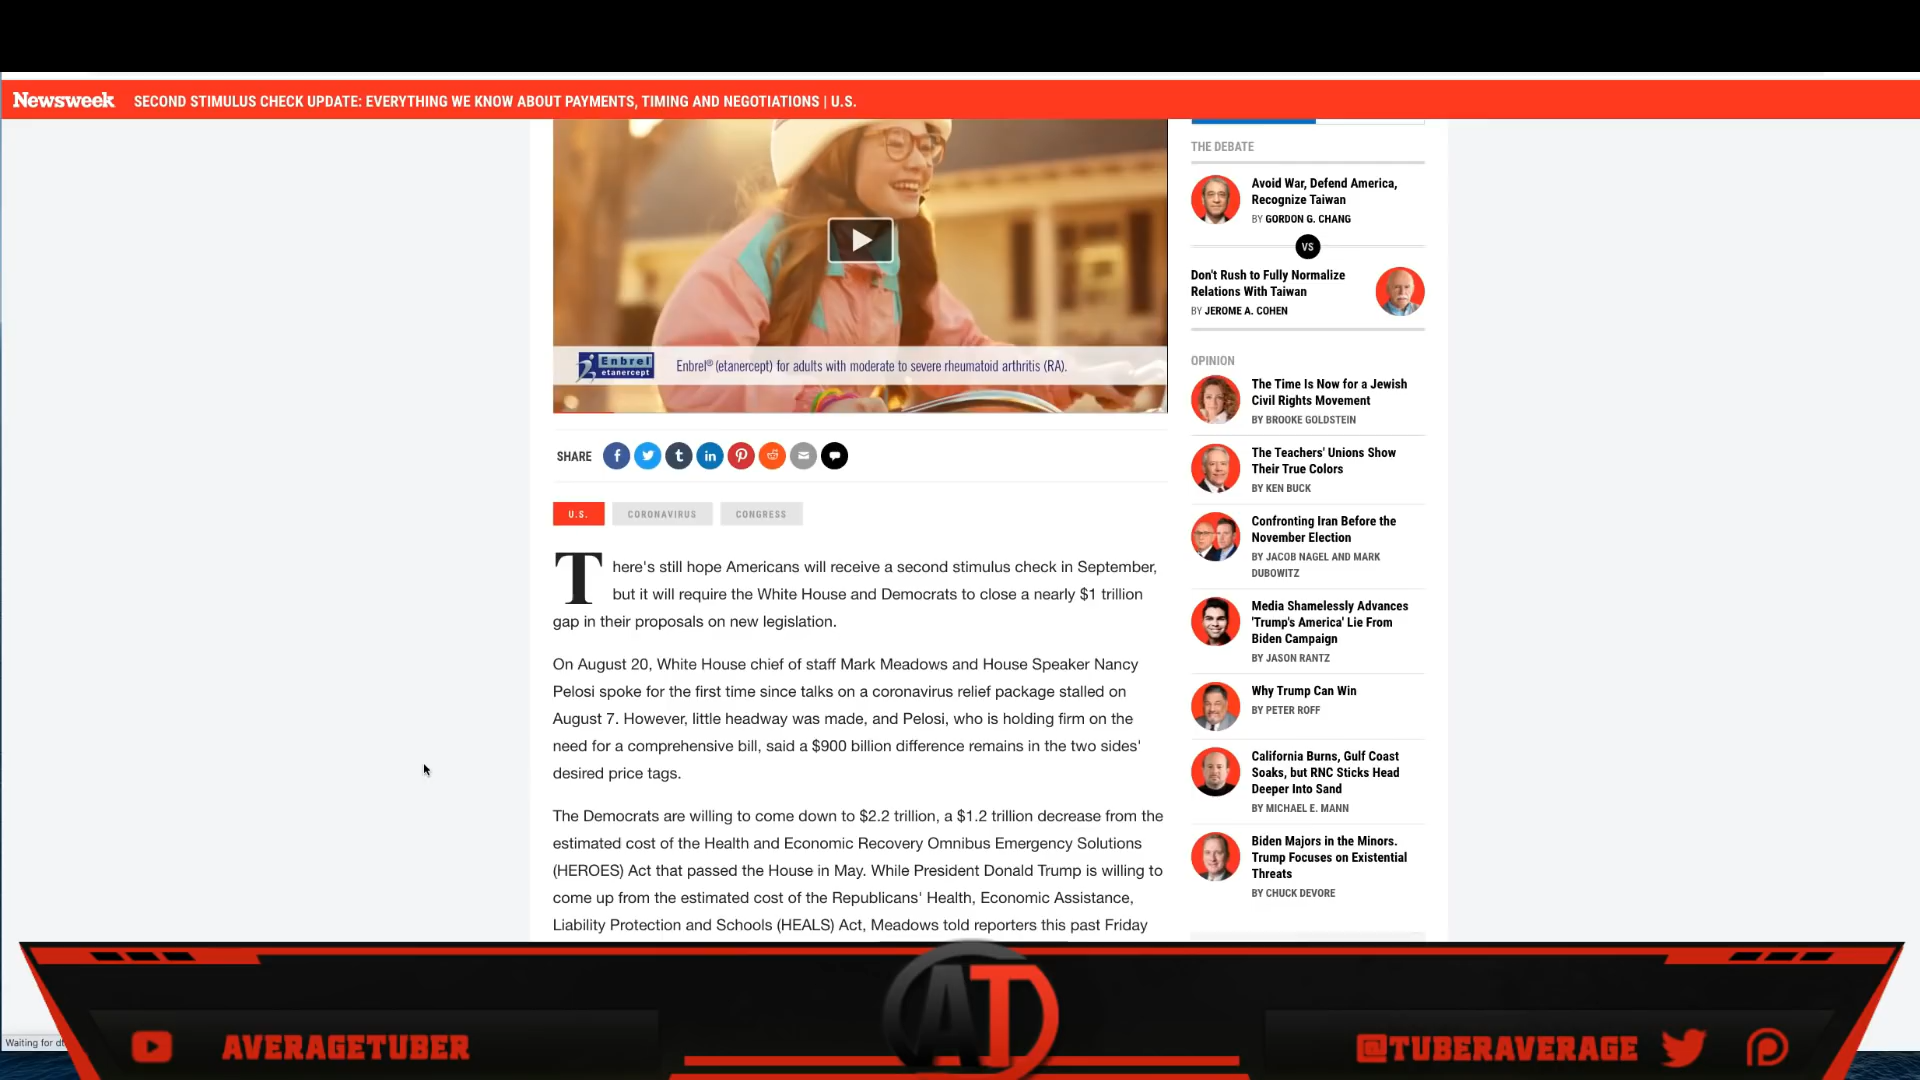 Newsweek SECOND STIMULUS CHECK UPDATE: EVERYTHING WE KNOW ABOUT PAYMENTS, TIMING AND NEGOTIATIONS | U.S.
Enbrel
etanercept
Enbrel® (etanercept) for adults with moderate to severe rheumatoid arthritis (RA).
SHARE
U.S.
CORONAVIRUS
CONGRESS
There's still hope Americans will receive a second stimulus check in September,
but it will require the White House and Democrats to close a nearly $1 trillion
gap in their proposals on new legislation.
On August 20, White House chief of staff Mark Meadows and House Speaker Nancy
Pelosi spoke for the first time since talks on a coronavirus relief package stalled on
August 7. However, little headway was made, and Pelosi, who is holding firm on the
need for a comprehensive bill, said a $900 billion difference remains in the two sides'
desired price tags.
The Democrats are willing to come down to $2.2 trillion, a $1.2 trillion decrease from the
estimated cost of the Health and Economic Recovery Omnibus Emergency Solutions
(HEROES) Act that passed the House in May. While President Donald Trump is willing to
come up from the estimated cost of the Republicans' Health, Economic Assistance,
Liability Protection and Schools (HEALS) Act, Meadows told reporters this past Friday
THE DEBATE
Avoid War, Defend America,
Recognize Taiwan
BY GORDON G. CHANG
VS
Don't Rush to Fully Normalize
Relations With Taiwan
BY JEROME A. COHEN
OPINION
The Time Is Now for a Jewish
Civil Rights Movement
BY BROOKE GOLDSTEIN
The Teachers' Unions Show
Their True Colors
BY KEN BUCK
Confronting Iran Before the
November Election
BY JACOB NAGEL AND MARK
DUBOWITZ
Media Shamelessly Advances
'Trump's America' Lie From
Biden Campaign
BY JASON RANTZ
Why Trump Can Win
BY PETER ROFF
California Burns, Gulf Coast
Soaks, but RNC Sticks Head
Deeper Into Sand
BY MICHAEL E. MANN
Biden Majors in the Minors.
Trump Focuses on Existential
Threats
BY CHUCK DEVORE
Waiting for
AVERAGETUBER
AT
@TUBERAVERAGE